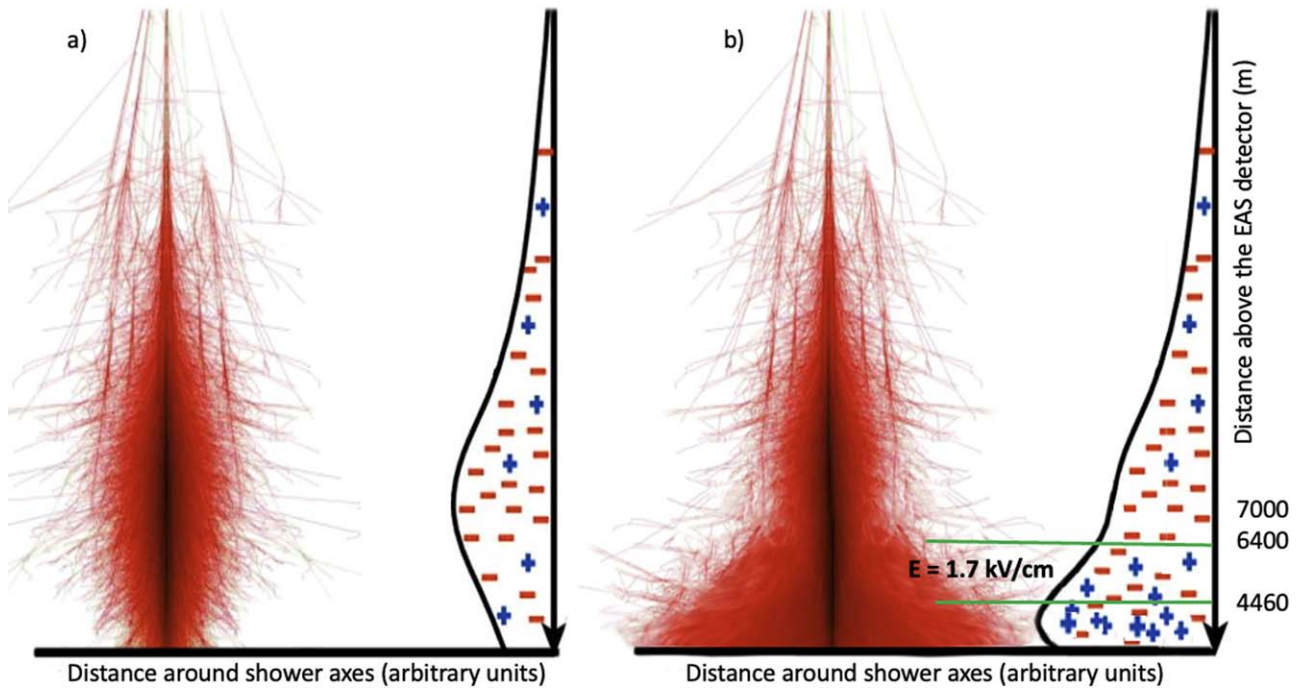 a)
Distance around shower axes (arbitrary units)
b)
E = 1.7 kV/cm
Distance above the EAS detector (m)
7000
6400
4460
Distance around shower axes (arbitrary units)